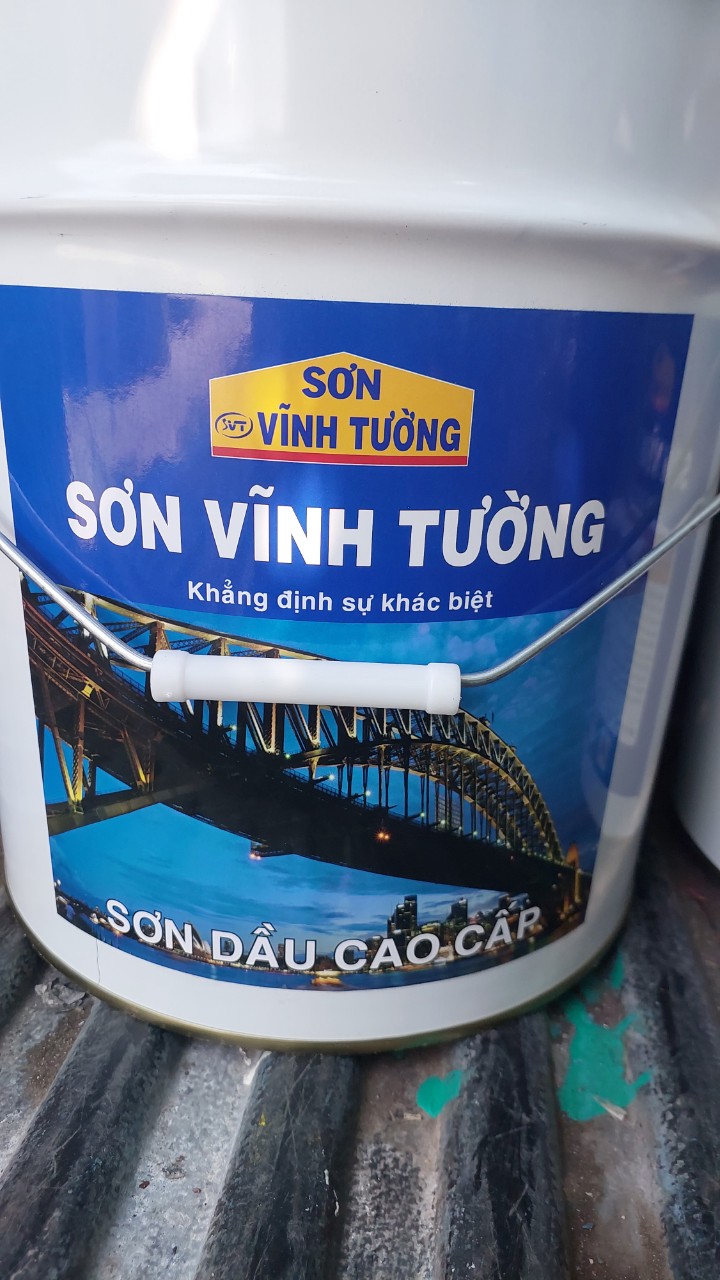 SƠN
SVT VĨNH TƯỜNG
SƠN VĨNH TƯỜNG
Khẳng định sự khác biệt
SƠN DẦU CAO CẤP